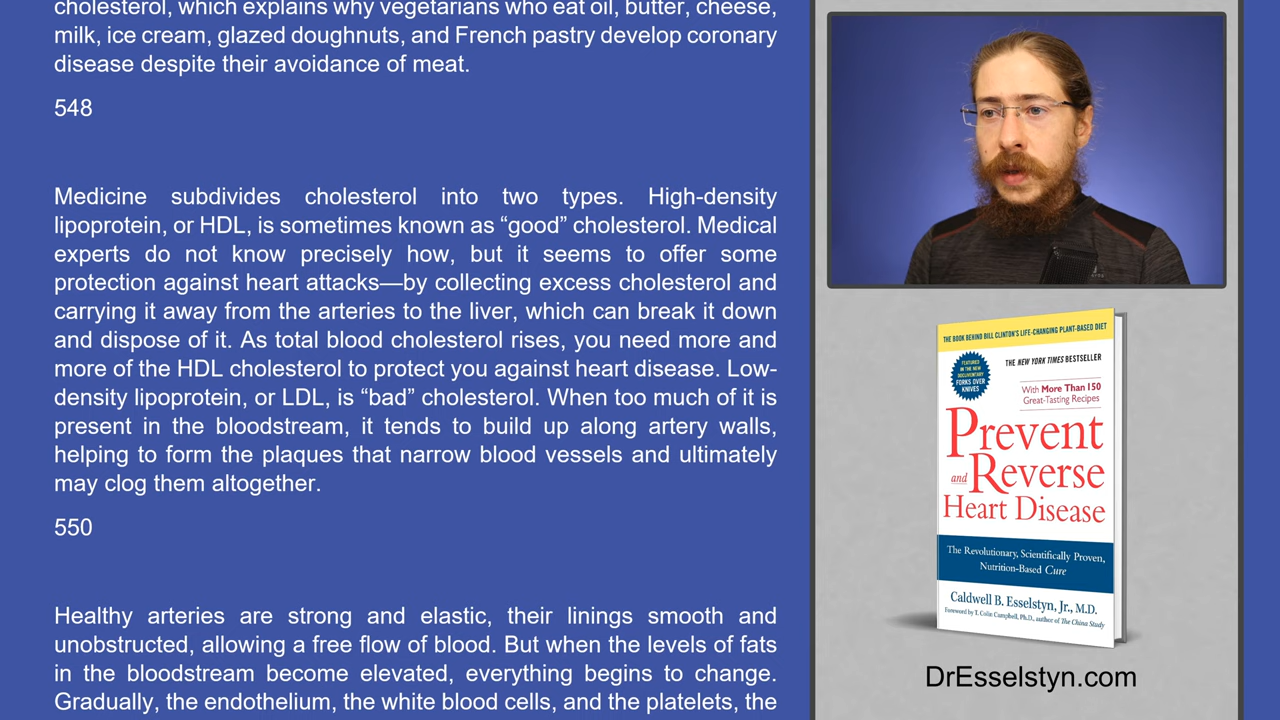 cholesterol, which explains why vegetarians who eat oil, butter, cheese,
milk, ice cream, glazed doughnuts, and French pastry develop coronary
disease despite their avoidance of meat.
548
Medicine subdivides cholesterol into two types. High-density
lipoprotein, or HDL, is sometimes known as “good” cholesterol. Medical
experts do not know precisely how, but it seems to offer some
protection against heart attacks—by collecting excess cholesterol and
carrying it away from the arteries to the liver, which can break it down
and dispose of it. As total blood cholesterol rises, you need more and
more of the HDL cholesterol to protect you against heart disease. Low-
density lipoprotein, or LDL, is “bad” cholesterol. When too much of it is
present in the bloodstream, it tends to build up along artery walls,
helping to form the plaques that narrow blood vessels and ultimately
may clog them altogether.
550
Healthy arteries are strong and elastic, their linings smooth and
unobstructed, allowing a free flow of blood. But when the levels of fats
in the bloodstream become elevated, everything begins to change.
Gradually, the endothelium, the white blood cells, and the platelets, the
THE BOOK BEHIND BILL CLINTON'S LIFE-CHANGING PLANT-BASED DIET
THE NEW YORK TIMES BESTSELLER
FEATURED
IN THE NEW
DOCUMENTARY
FORKS OVER
KNIVES
With More Than 150
Great-Tasting Recipes
Prevent
and Reverse
Heart Disease
The Revolutionary, Scientifically Proven,
Nutrition-Based Cure
Caldwell B. Esselstyn, Jr., M.D.
Foreword by T. Colin Campbell, Ph.D., author of The China Study
DrEsselstyn.com